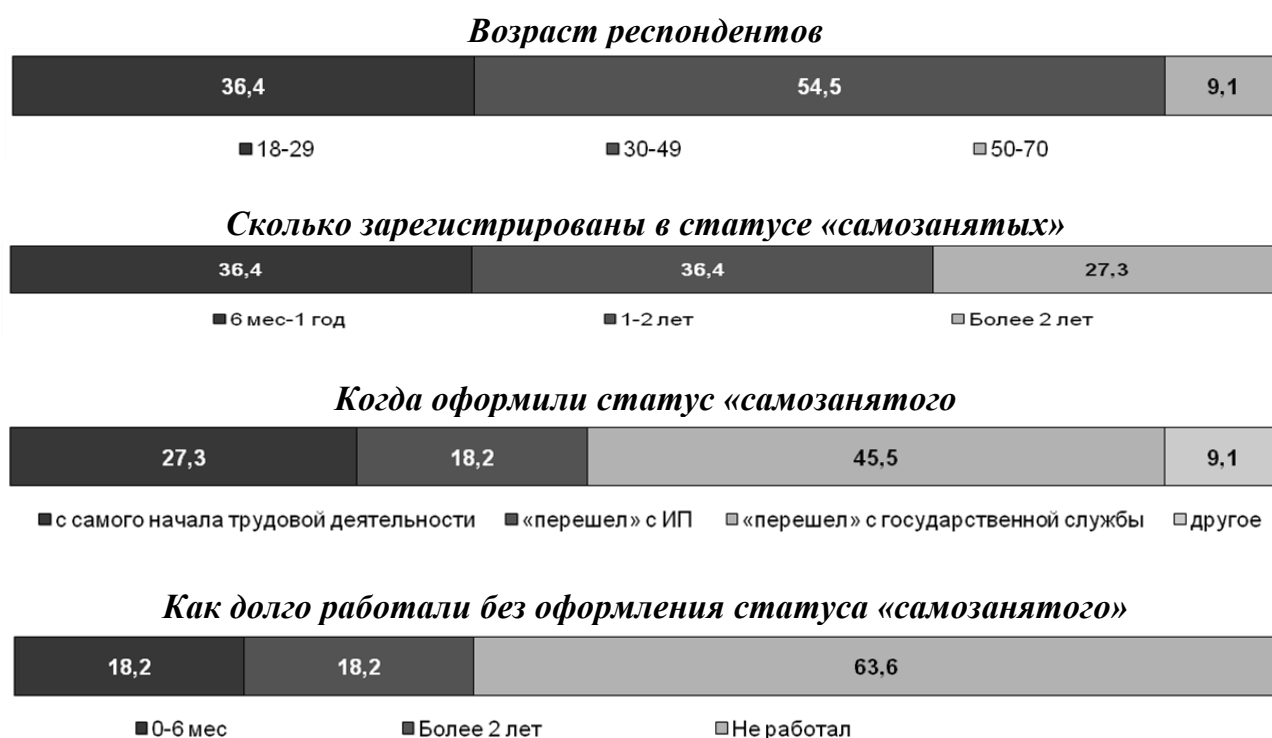 Возраст респондентов
36,4 54,5 9,1
18-29 30-49 50-70
Сколько зарегистрированы в статусе «самозанятых»
36,4 36,4 27,3
6 мес-1 год 1-2 лет Более 2 лет
Когда оформили статус «самозанятого
27,3 18,2 45,5 9,1
с самого начала трудовой деятельности «перешел» с ИП «перешел» с государственной службы другое
Как долго работали без оформления статуса «самозанятого»
18,2 18,2 63,6
0-6 мес Более 2 лет Не работал